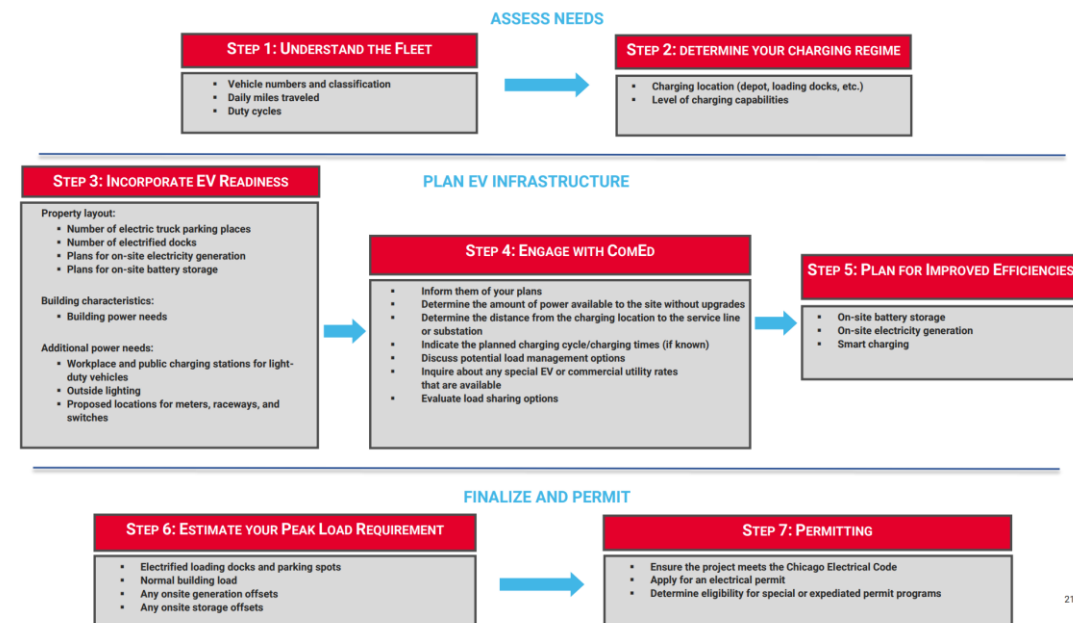 ASSESS NEEDS
STEP 1: UNDERSTAND THE FLEET
▪ Vehicle numbers and classification
▪ Daily miles traveled
▪ Duty cycles
STEP 2: DETERMINE YOUR CHARGING REGIME
▪ Charging location (depot, loading docks, etc.)
▪ Level of charging capabilities
PLAN EV INFRASTRUCTURE
STEP 3: INCORPORATE EV READINESS
Property layout:
▪ Number of electric truck parking places
▪ Number of electrified docks
▪ Plans for on-site electricity generation
▪ Plans for on-site battery storage
Building characteristics:
▪ Building power needs
Additional power needs:
▪ Workplace and public charging stations for light-
duty vehicles
▪ Outside lighting
▪ Proposed locations for meters, raceways, and
switches
STEP 4: ENGAGE WITH COMED
▪ Inform them of your plans
▪ Determine the amount of power available to the site without upgrades
▪ Determine the distance from the charging location to the service line
or substation
▪ Indicate the planned charging cycle/charging times (if known)
▪ Discuss potential load management options
▪ Inquire about any special EV or commercial utility rates
that are available
▪ Evaluate load sharing options
STEP 5: PLAN FOR IMPROVED EFFICIENCIES
▪ On-site battery storage
▪ On-site electricity generation
▪ Smart charging
FINALIZE AND PERMIT
STEP 6: ESTIMATE YOUR PEAK LOAD REQUIREMENT
▪ Electrified loading docks and parking spots
▪ Normal building load
▪ Any onsite generation offsets
▪ Any onsite storage offsets
STEP 7: PERMITTING
▪ Ensure the project meets the Chicago Electrical Code
▪ Apply for an electrical permit
▪ Determine eligibility for special or expediated permit programs
21